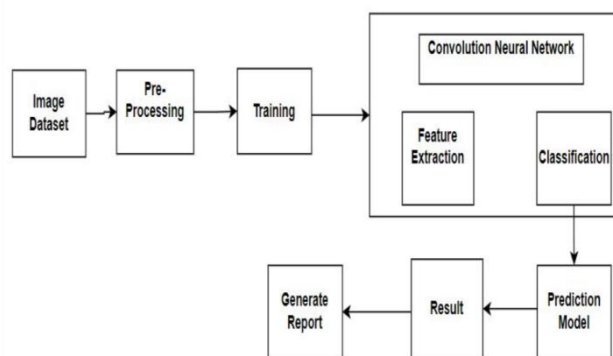 Image
Dataset
Pre-
Processing
Training
Convolution Neural Network
Feature
Extraction
Classification
Prediction
Model
Result
Generate
Report